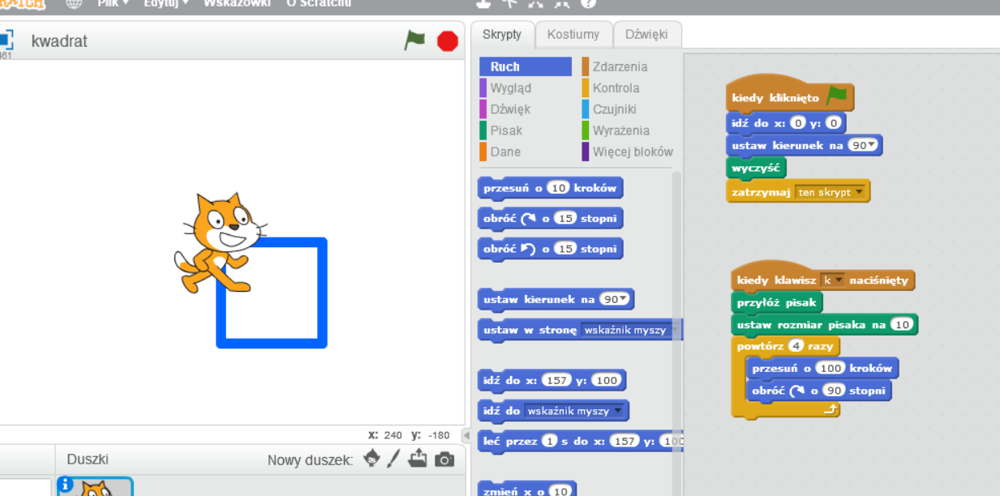 Plik Edytuj Wskazówki O Scratchu
461
kwadrat
Skrypty Kostiumy Dźwięki
Ruch Zdarzenia
Wygląd Kontrola
Dźwięk Czujniki
Pisak Wyrażenia
Dane Więcej bloków
przesuń o 10 kroków
obróć o 15 stopni
obróć o 15 stopni
ustaw kierunek na 90
ustaw w stronę wskaźnik myszy
idź do x: 157 y: 100
idź do wskaźnik myszy
leć przez 1 s do x: 157 y: 100
zmień x o 10
kiedy kliknięto
idź do x: 0 y: 0
ustaw kierunek na 90
wyczyść
zatrzymaj ten skrypt
kiedy klawisz k naciśnięty
przyłóż pisak
ustaw rozmiar pisaka na 10
powtórz 4 razy
przesuń o 100 kroków
obróć o 90 stopni
x: 240 y: -180
Duszki Nowy duszek: